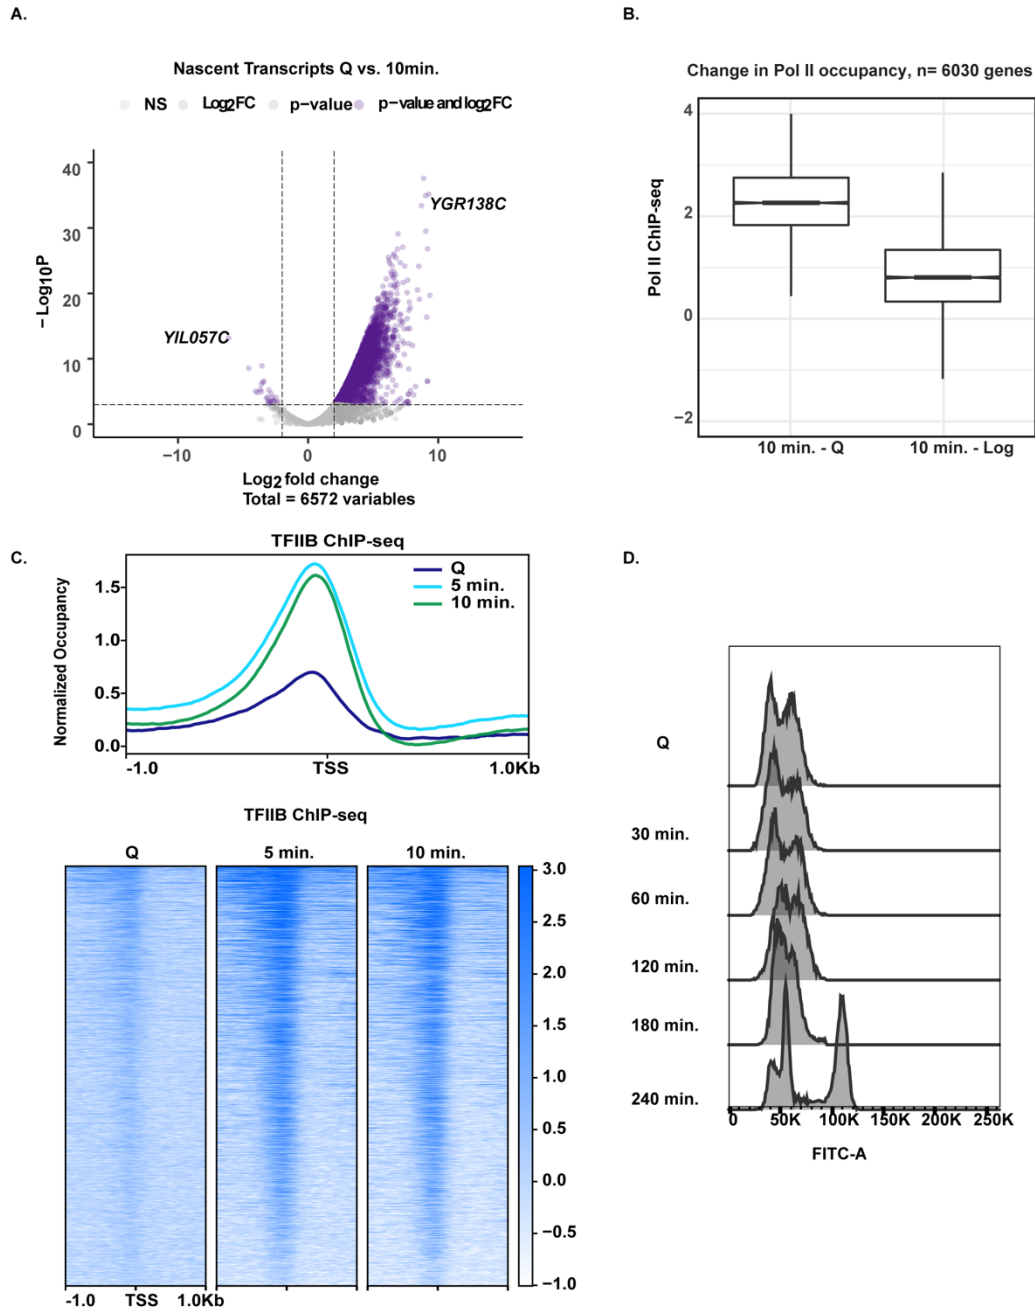 A.
Nascent Transcripts Q vs. 10min.
NS Log2FC p-value p-value and log2FC
40
30
20
10
0
− Log10P
YGR138C
YIL057C
−10 0 10
Log2 fold change
Total = 6572 variables
B.
Change in Pol II occupancy, n= 6030 genes
4
2
0
−2
Pol II ChIP-seq
10 min. - Q 10 min. - Log
C.
TFIIB ChIP-seq
Q
5 min.
10 min.
1.5
1.0
0.5
0.0
Normalized Occupancy
-1.0 TSS 1.0Kb
TFIIB ChIP-seq
Q 5 min. 10 min.
3.0
2.5
2.0
1.5
1.0
0.5
0.0
−0.5
−1.0
-1.0 TSS 1.0Kb
D.
Q
30 min.
60 min.
120 min.
180 min.
240 min.
0 50K 100K 150K 200K 250K
FITC-A